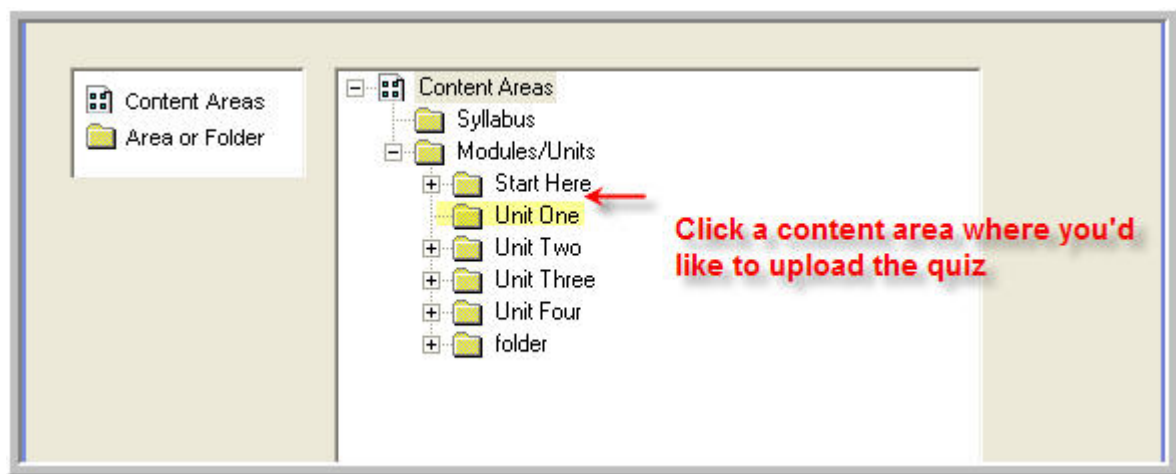 Content Areas
Area or Folder
Content Areas
Syllabus
Modules/Units
Start Here
Unit One
Unit Two
Unit Three
Unit Four
folder
Click a content area where you'd
like to upload the quiz